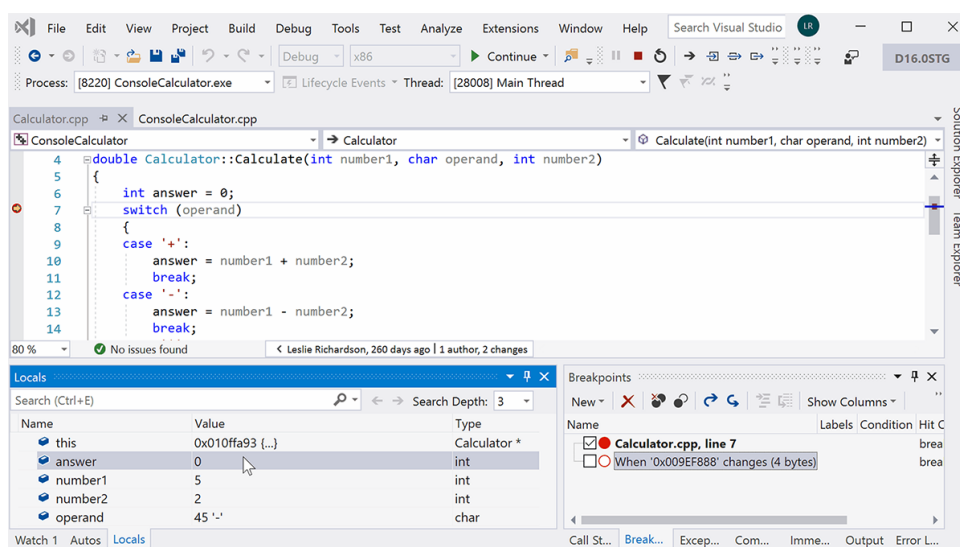 File Edit View Project Build Debug Tools Test Analyze Extensions Window Help Search Visual Studio LR
Debug x86 Continue D16.0STG
Process: [8220] ConsoleCalculator.exe Lifecycle Events Thread: [28008] Main Thread
Calculator.cpp ConsoleCalculator.cpp
ConsoleCalculator Calculator Calculate(int number1, char operand, int number2)
4 double Calculator::Calculate(int number1, char operand, int number2)
5 {
6 int answer = 0;
7 switch (operand)
8 {
9 case '+':
10 answer = number1 + number2;
11 break;
12 case '-':
13 answer = number1 - number2;
14 break;
80 % No issues found < Leslie Richardson, 260 days ago | 1 author, 2 changes
Solution Explorer
Team Explorer
Locals
Search (Ctrl+E) Search Depth: 3
Name Value Type
this 0x010ffa93 {...} Calculator *
answer 0 int
number1 5 int
number2 2 int
operand 45 '-' char
Watch 1 Autos Locals
Breakpoints
New Show Columns
Name Labels Condition Hit C
Calculator.cpp, line 7 brea
When '0x009EF888' changes (4 bytes) brea
Call St... Break... Excep... Com... Imme... Output Error L...